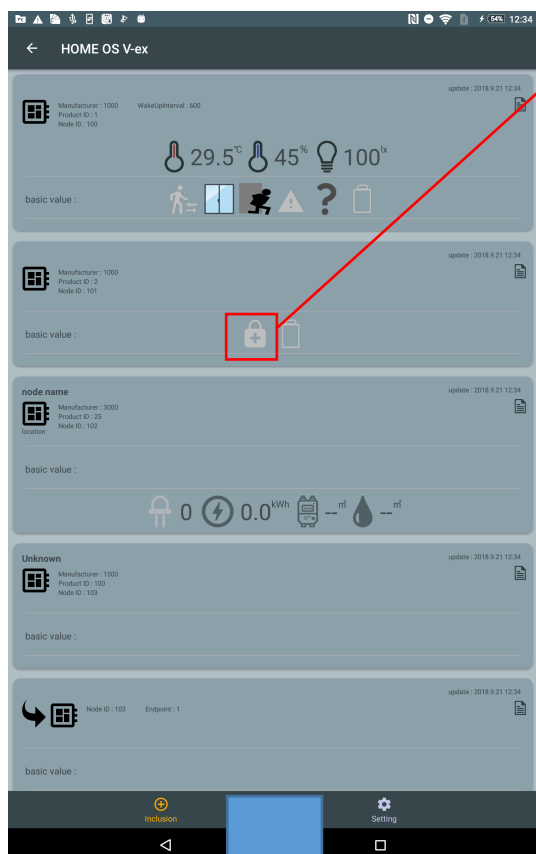 54% 12:34
HOME OS V-ex
update : 2018.9.21 12:34
Manufacturer : 1000 WakeUpInterval : 600
Product ID : 1
Node ID : 100
29.5℃ 45% 100lx
basic value : ?
update : 2018.9.21 12:34
Manufacturer : 1000
Product ID : 2
Node ID : 101
basic value :
node name update : 2018.9.21 12:34
Manufacturer : 3000
Product ID : 25
Node ID : 102
location
basic value :
0 0.0kWh --㎥ --㎥
Unknown update : 2018.9.21 12:34
Manufacturer : 1500
Product ID : 100
Node ID : 103
basic value :
update : 2018.9.21 12:34
Node ID : 103 Endpoint : 1
basic value :
Inclusion Setting